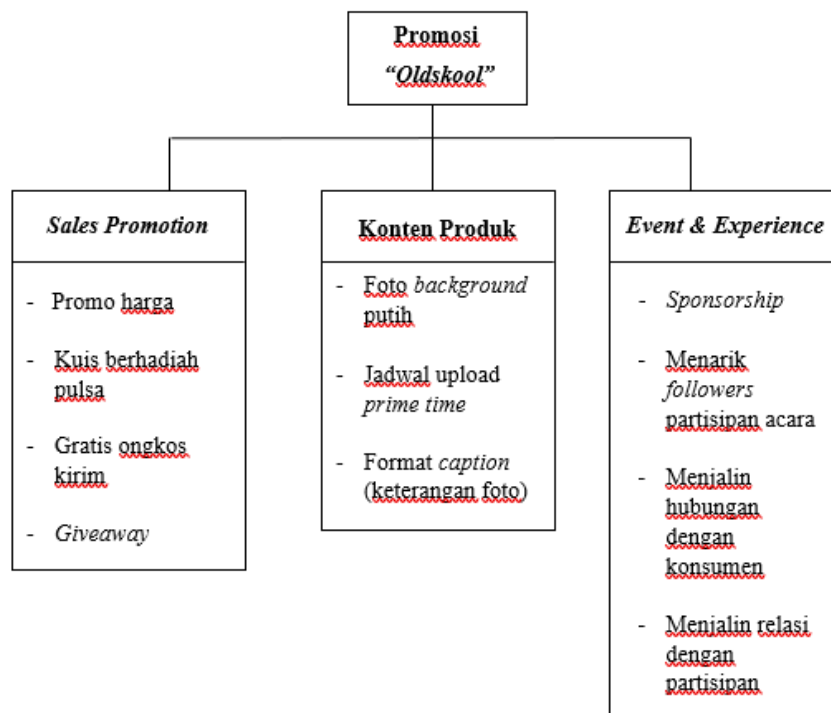 Promosi
“Oldskool”
Sales Promotion
- Promo harga
- Kuis berhadiah
pulsa
- Gratis ongkos
kirim
- Giveaway
Konten Produk
- Foto background
putih
- Jadwal upload
prime time
- Format caption
(keterangan foto)
Event & Experience
- Sponsorship
- Menarik
followers
partisipan acara
- Menjalin
hubungan
dengan
konsumen
- Menjalin relasi
dengan
partisipan